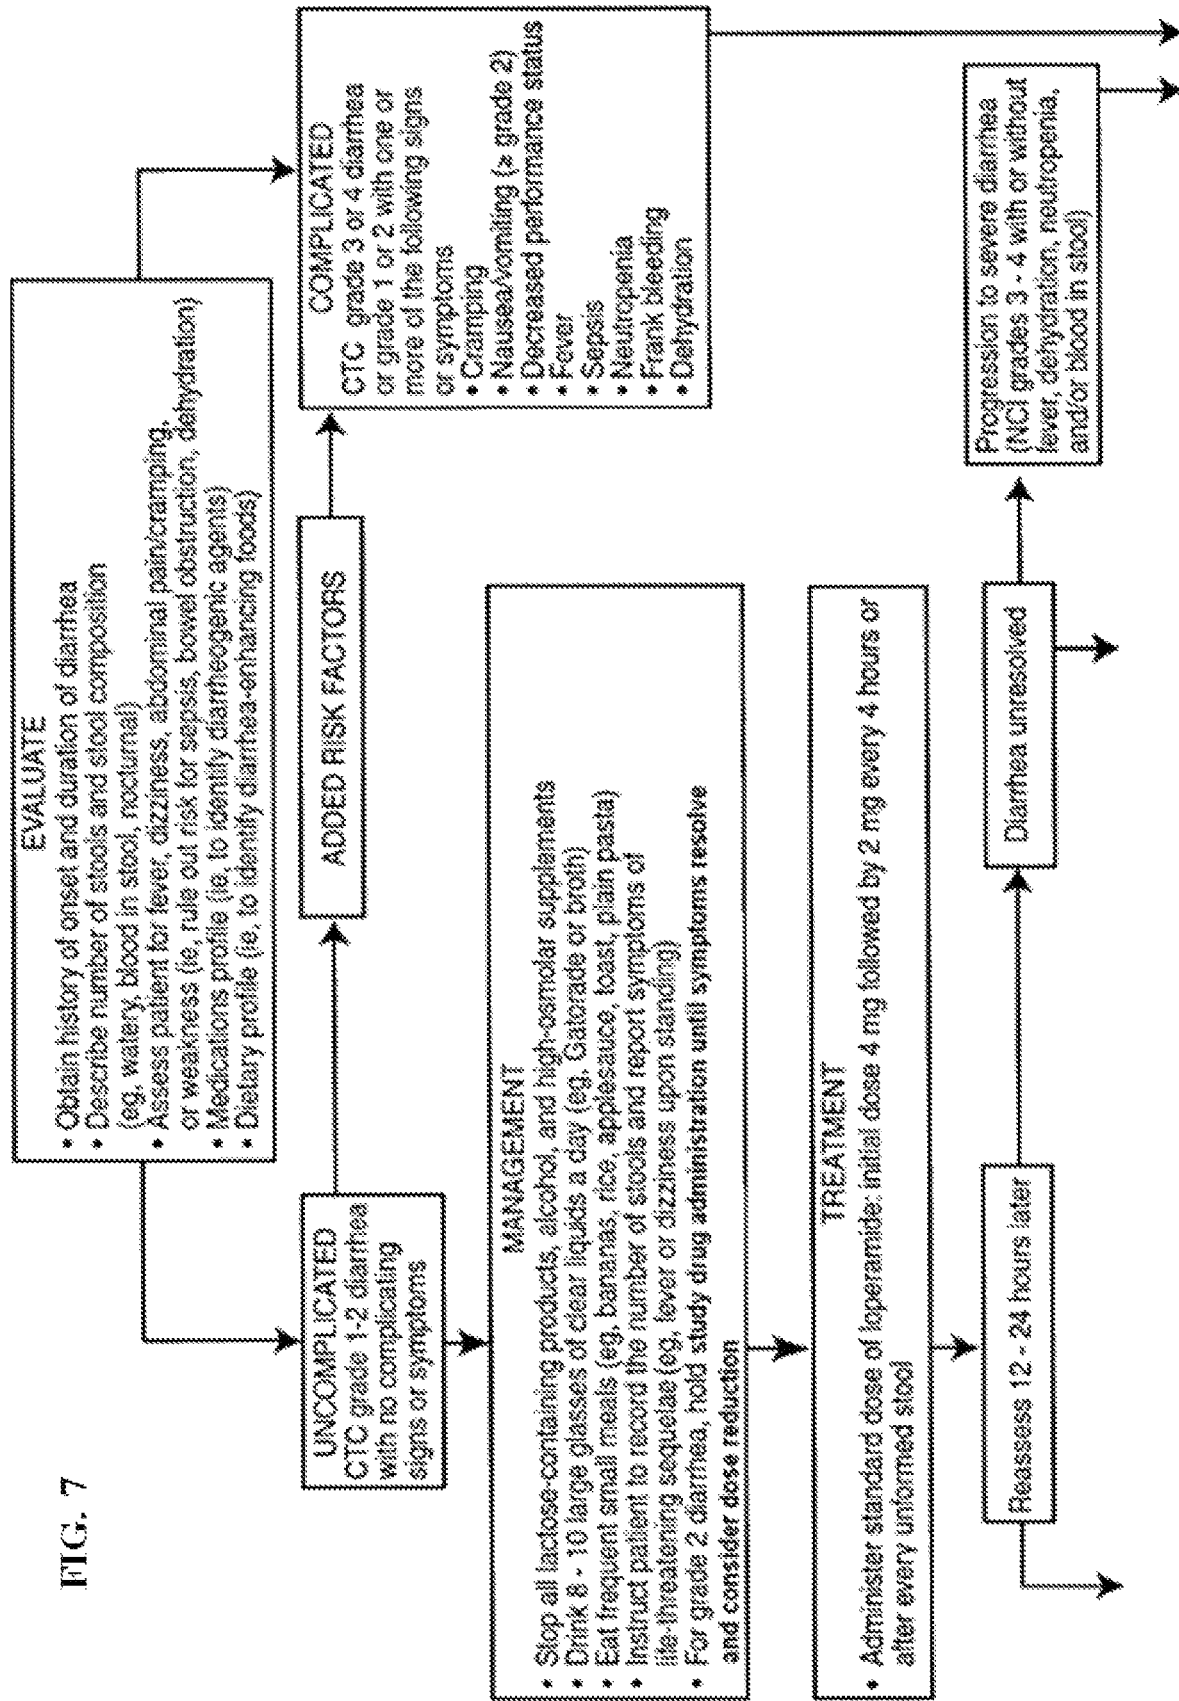 FIG. 7
EVALUATE
• Obtain history of onset and duration of diarrhea
• Describe number of stools and stool composition
(eg, watery, blood in stool, nocturnal)
• Assess patient for fever, dizziness, abdominal pain/cramping,
or weakness (ie, rule out risk for sepsis, bowel obstruction, dehydration)
• Medications profile (ie, to identify diarrheogenic agents)
• Dietary profile (ie, to identify diarrhea-enhancing foods)
UNCOMPLICATED
CTC grade 1-2 diarrhea
with no complicating
signs or symptoms
ADDED RISK FACTORS
COMPLICATED
CTC grade 3 or 4 diarrhea
or grade 1 or 2 with one or
more of the following signs
or symptoms
• Cramping
• Nausea/vomiting (≥ grade 2)
• Decreased performance status
• Fever
• Sepsis
• Neutropenia
• Frank bleeding
• Dehydration
MANAGEMENT
• Stop all lactose-containing products, alcohol, and high-osmolar supplements
• Drink 8 - 10 large glasses of clear liquids a day (eg, Gatorade or broth)
• Eat frequent small meals (eg, bananas, rice, applesauce, toast, plain pasta)
• Instruct patient to record the number of stools and report symptoms of
life-threatening sequelae (eg, fever or dizziness upon standing)
• For grade 2 diarrhea, hold study drug administration until symptoms resolve
and consider dose reduction
TREATMENT
• Administer standard dose of loperamide: initial dose 4 mg followed by 2 mg every 4 hours or
after every unformed stool
Reassess 12 - 24 hours later
Diarrhea unresolved
Progression to severe diarrhea
(NCI grades 3 - 4 with or without
fever, dehydration, neutropenia,
and/or blood in stool)